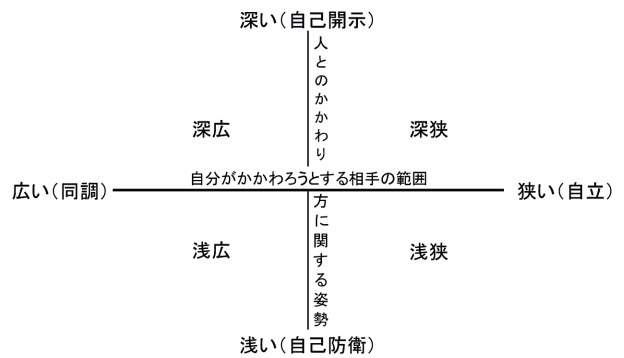 深い（自己開示）
人とのかかわり
深広
深狭
自分がかかわろうとする相手の範囲
広い（同調）
狭い（自立）
方に関する姿勢
浅広
浅狭
浅い（自己防衛）